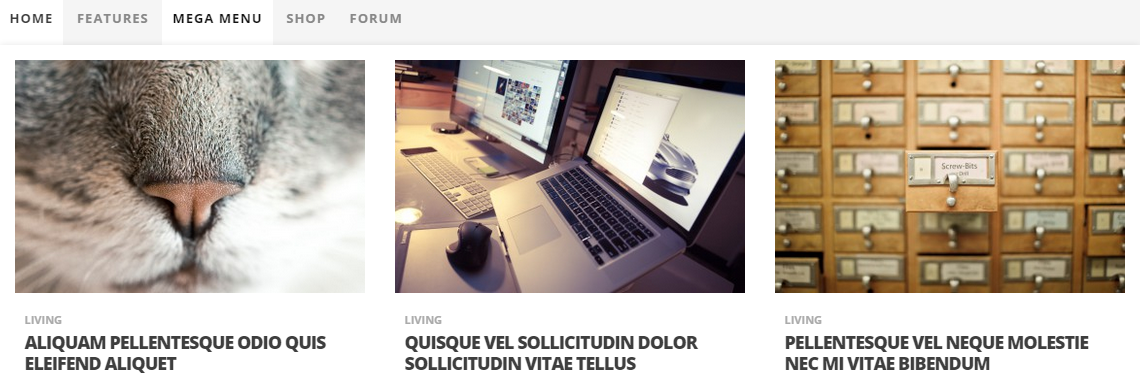 HOME FEATURES MEGA MENU SHOP FORUM
Screw-Bits
LIVING
ALIQUAM PELLENTESQUE ODIO QUIS
ELEIFEND ALIQUET
LIVING
QUISQUE VEL SOLLICITUDIN DOLOR
SOLLICITUDIN VITAE TELLUS
LIVING
PELLENTESQUE VEL NEQUE MOLESTIE
NEC MI VITAE BIBENDUM